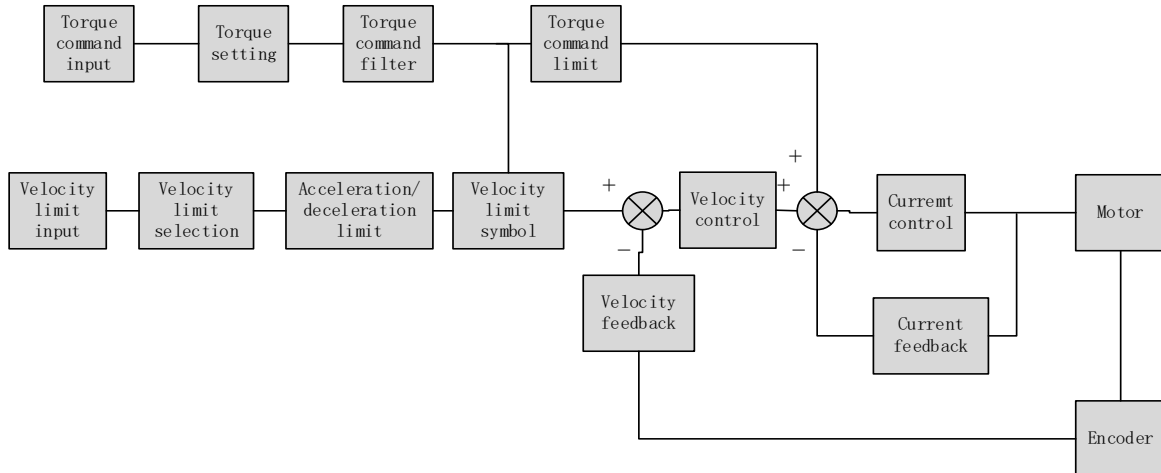 Torque
command
input
Torque
setting
Torque
command
filter
Torque
command
limit
Velocity
limit
input
Velocity
limit
selection
Acceleration/
deceleration
limit
Velocity
limit
symbol
+
−
Velocity
control
+
+
−
Curremt
control
Motor
Velocity
feedback
Current
feedback
Encoder